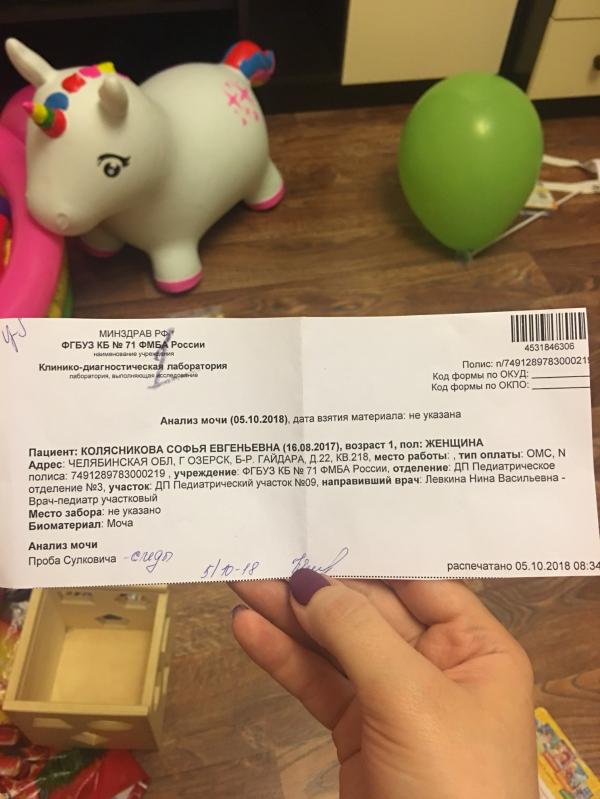 МИНЗДРАВ РФ
ФГБУЗ КБ № 71 ФМБА России
наименование учреждения
Клинико-диагностическая лаборатория
лаборатория, выполняющая исследование
4531846306
Полис: n/7491289783000219
Код формы по ОКУД:
Код формы по ОКПО:
Анализ мочи (05.10.2018), дата взятия материала: не указана
Пациент: КОЛЯСНИКОВА СОФЬЯ ЕВГЕНЬЕВНА (16.08.2017), возраст 1, пол: ЖЕНЩИНА
Адрес: ЧЕЛЯБИНСКАЯ ОБЛ, Г ОЗЕРСК, Б-Р. ГАЙДАРА, Д.22, КВ.218, место работы: , тип оплаты: ОМС, N
полиса: 7491289783000219 , учреждение: ФГБУЗ КБ № 71 ФМБА России, отделение: ДП Педиатрическое
отделение №3, участок: ДП Педиатрический участок №09, направивший врач: Левкина Нина Васильевна -
Врач-педиатр участковый
Место забора: не указано
Биоматериал: Моча
Анализ мочи
Проба Сулковича - следы
5/10-18
распечатано 05.10.2018 08:34